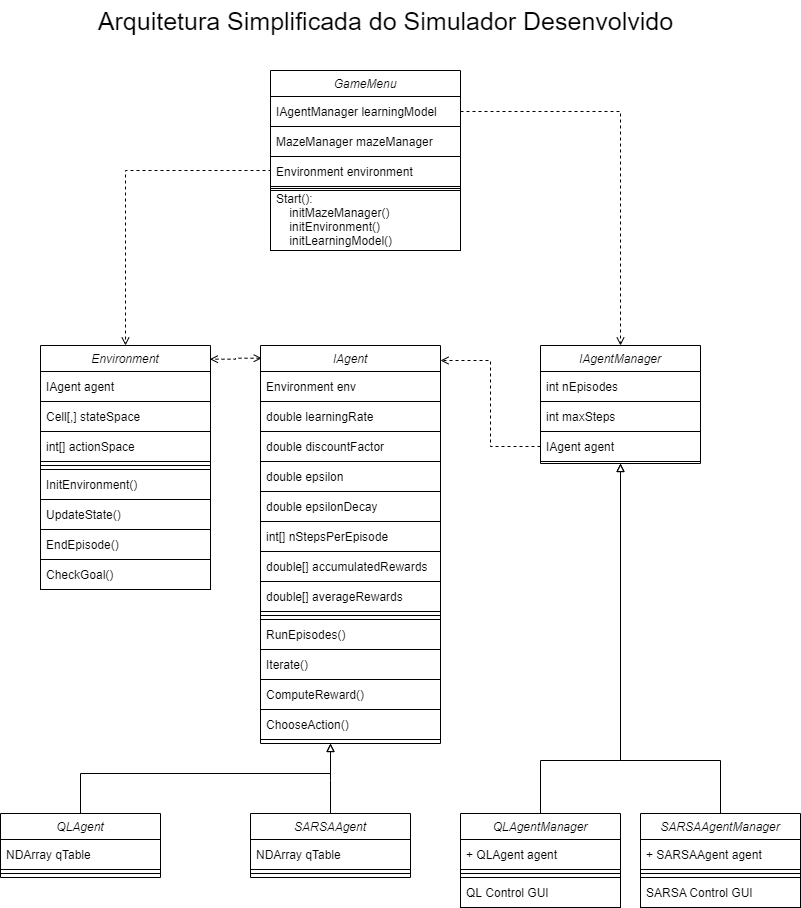 Arquitetura Simplificada do Simulador Desenvolvido
GameMenu
IAgentManager learningModel
MazeManager mazeManager
Environment environment
Start():
initMazeManager()
initEnvironment()
initLearningModel()
Environment
IAgent agent
Cell[,] stateSpace
int[] actionSpace
InitEnvironment()
UpdateState()
EndEpisode()
CheckGoal()
IAgent
Environment env
double learningRate
double discountFactor
double epsilon
double epsilonDecay
int[] nStepsPerEpisode
double[] accumulatedRewards
double[] averageRewards
RunEpisodes()
Iterate()
ComputeReward()
ChooseAction()
IAgentManager
int nEpisodes
int maxSteps
IAgent agent
QLAgent
NDArray qTable
SARSAAgent
NDArray qTable
QLAgentManager
+ QLAgent agent
QL Control GUI
SARSAAgentManager
+ SARSAAgent agent
SARSA Control GUI